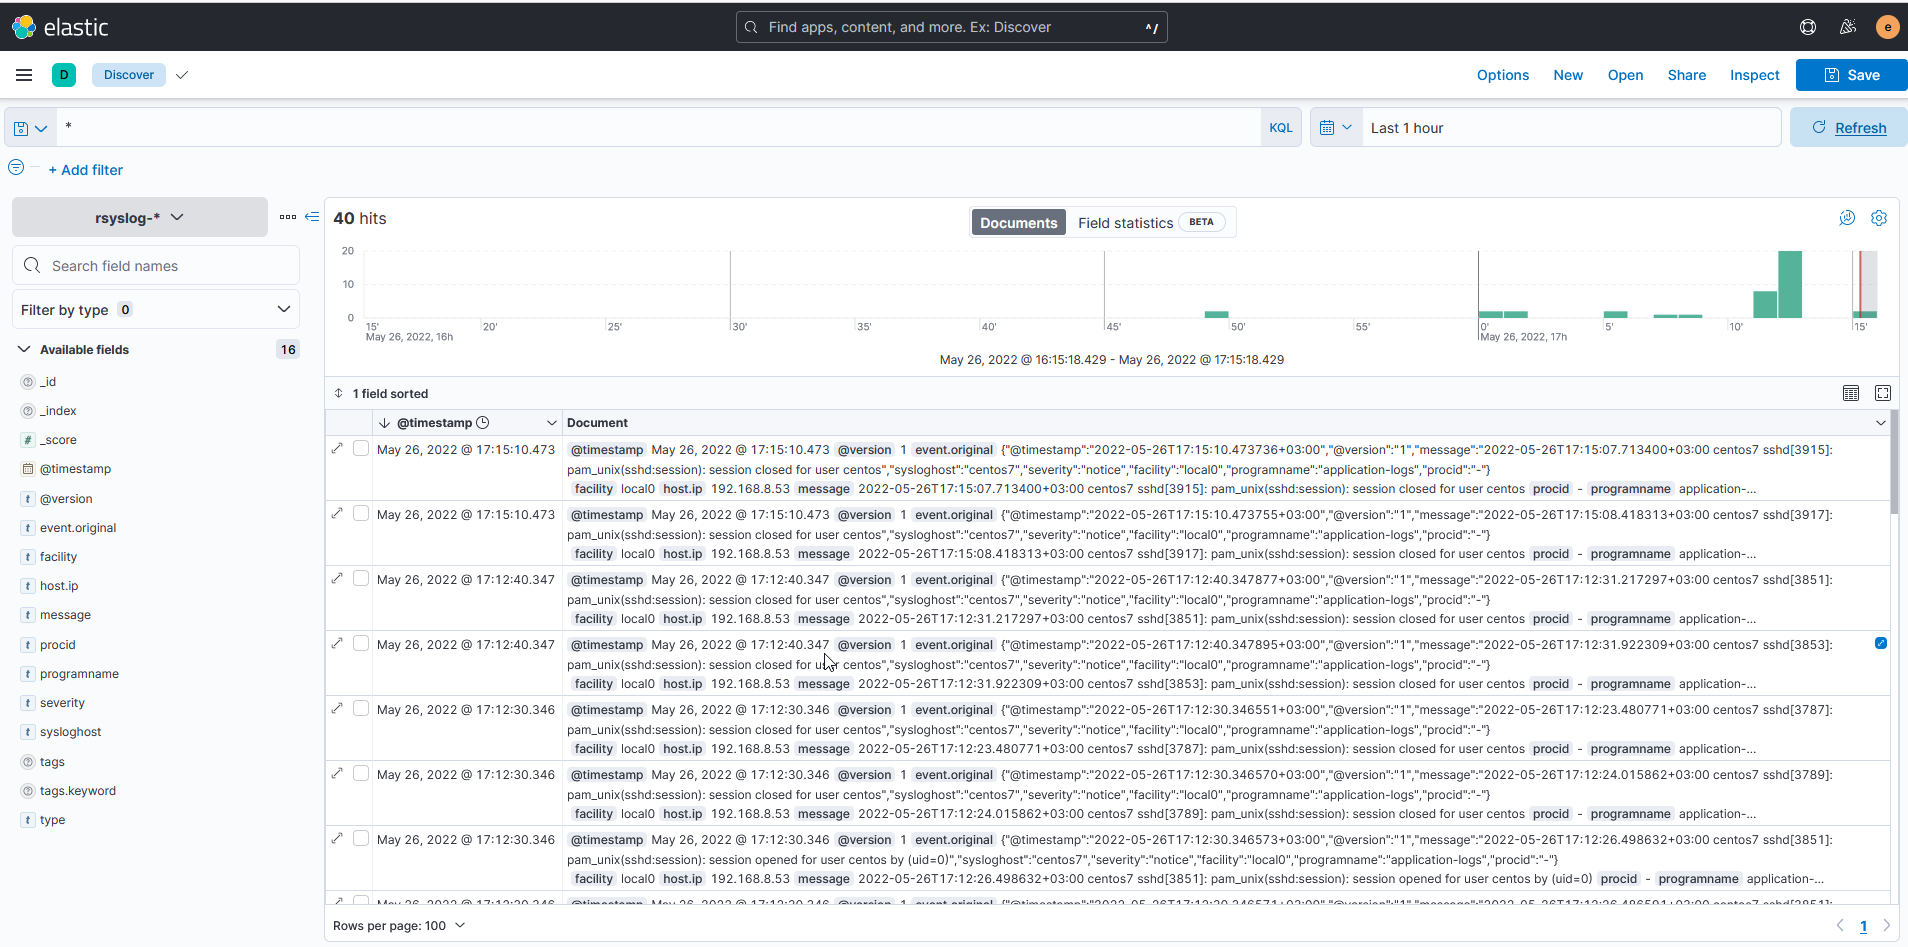 elastic
Find apps, content, and more. Ex: Discover
^/
e
D
Discover
Options
New
Open
Share
Inspect
Save
*
KQL
Last 1 hour
Refresh
+ Add filter
rsyslog-*
Search field names
Filter by type 0
Available fields 16
_id
_index
# _score
@timestamp
t @version
t event.original
t facility
t host.ip
t message
t procid
t programname
t severity
t sysloghost
tags
tags.keyword
t type
40 hits
Documents
Field statistics BETA
20
10
0
15' 20' 25' 30' 35' 40' 45' 50' 55' 0' 5' 10' 15'
May 26, 2022, 16h
May 26, 2022, 17h
May 26, 2022 @ 16:15:18.429 - May 26, 2022 @ 17:15:18.429
1 field sorted
@timestamp
Document
May 26, 2022 @ 17:15:10.473 @timestamp May 26, 2022 @ 17:15:10.473 @version 1 event.original {"@timestamp":"2022-05-26T17:15:10.473736+03:00","@version":"1","message":"2022-05-26T17:15:07.713400+03:00 centos7 sshd[3915]:
pam_unix(sshd:session): session closed for user centos","sysloghost":"centos7","severity":"notice","facility":"local0","programname":"application-logs","procid":"-"}
facility local0 host.ip 192.168.8.53 message 2022-05-26T17:15:07.713400+03:00 centos7 sshd[3915]: pam_unix(sshd:session): session closed for user centos procid - programname application-...
May 26, 2022 @ 17:15:10.473 @timestamp May 26, 2022 @ 17:15:10.473 @version 1 event.original {"@timestamp":"2022-05-26T17:15:10.473755+03:00","@version":"1","message":"2022-05-26T17:15:08.418313+03:00 centos7 sshd[3917]:
pam_unix(sshd:session): session closed for user centos","sysloghost":"centos7","severity":"notice","facility":"local0","programname":"application-logs","procid":"-"}
facility local0 host.ip 192.168.8.53 message 2022-05-26T17:15:08.418313+03:00 centos7 sshd[3917]: pam_unix(sshd:session): session closed for user centos procid - programname application-...
May 26, 2022 @ 17:12:40.347 @timestamp May 26, 2022 @ 17:12:40.347 @version 1 event.original {"@timestamp":"2022-05-26T17:12:40.347877+03:00","@version":"1","message":"2022-05-26T17:12:31.217297+03:00 centos7 sshd[3851]:
pam_unix(sshd:session): session closed for user centos","sysloghost":"centos7","severity":"notice","facility":"local0","programname":"application-logs","procid":"-"}
facility local0 host.ip 192.168.8.53 message 2022-05-26T17:12:31.217297+03:00 centos7 sshd[3851]: pam_unix(sshd:session): session closed for user centos procid - programname application-...
May 26, 2022 @ 17:12:40.347 @timestamp May 26, 2022 @ 17:12:40.347 @version 1 event.original {"@timestamp":"2022-05-26T17:12:40.347895+03:00","@version":"1","message":"2022-05-26T17:12:31.922309+03:00 centos7 sshd[3853]:
pam_unix(sshd:session): session closed for user centos","sysloghost":"centos7","severity":"notice","facility":"local0","programname":"application-logs","procid":"-"}
facility local0 host.ip 192.168.8.53 message 2022-05-26T17:12:31.922309+03:00 centos7 sshd[3853]: pam_unix(sshd:session): session closed for user centos procid - programname application-...
May 26, 2022 @ 17:12:30.346 @timestamp May 26, 2022 @ 17:12:30.346 @version 1 event.original {"@timestamp":"2022-05-26T17:12:30.346551+03:00","@version":"1","message":"2022-05-26T17:12:23.480771+03:00 centos7 sshd[3787]:
pam_unix(sshd:session): session closed for user centos","sysloghost":"centos7","severity":"notice","facility":"local0","programname":"application-logs","procid":"-"}
facility local0 host.ip 192.168.8.53 message 2022-05-26T17:12:23.480771+03:00 centos7 sshd[3787]: pam_unix(sshd:session): session closed for user centos procid - programname application-...
May 26, 2022 @ 17:12:30.346 @timestamp May 26, 2022 @ 17:12:30.346 @version 1 event.original {"@timestamp":"2022-05-26T17:12:30.346570+03:00","@version":"1","message":"2022-05-26T17:12:24.015862+03:00 centos7 sshd[3789]:
pam_unix(sshd:session): session closed for user centos","sysloghost":"centos7","severity":"notice","facility":"local0","programname":"application-logs","procid":"-"}
facility local0 host.ip 192.168.8.53 message 2022-05-26T17:12:24.015862+03:00 centos7 sshd[3789]: pam_unix(sshd:session): session closed for user centos procid - programname application-...
May 26, 2022 @ 17:12:30.346 @timestamp May 26, 2022 @ 17:12:30.346 @version 1 event.original {"@timestamp":"2022-05-26T17:12:30.346573+03:00","@version":"1","message":"2022-05-26T17:12:26.498632+03:00 centos7 sshd[3851]:
pam_unix(sshd:session): session opened for user centos by (uid=0)","sysloghost":"centos7","severity":"notice","facility":"local0","programname":"application-logs","procid":"-"}
facility local0 host.ip 192.168.8.53 message 2022-05-26T17:12:26.498632+03:00 centos7 sshd[3851]: pam_unix(sshd:session): session opened for user centos by (uid=0) procid - programname application-...
Rows per page: 100
1